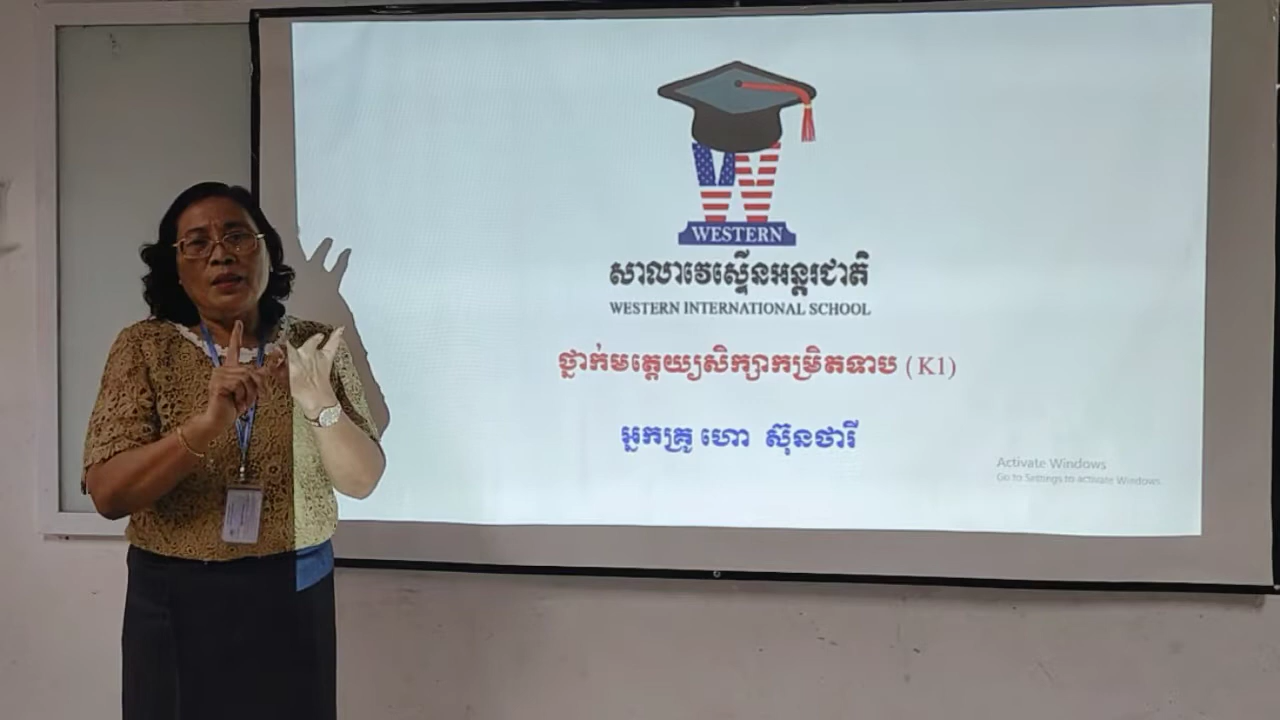 WESTERN
សាលាវេស្ទើនអន្តរជាតិ
WESTERN INTERNATIONAL SCHOOL
ថ្នាក់មត្តេយ្យសិក្សាកម្រិតទាប (K1)
អ្នកគ្រូ ហោ ស៊ុនថារី
Activate Windows
Go to Settings to activate Windows.